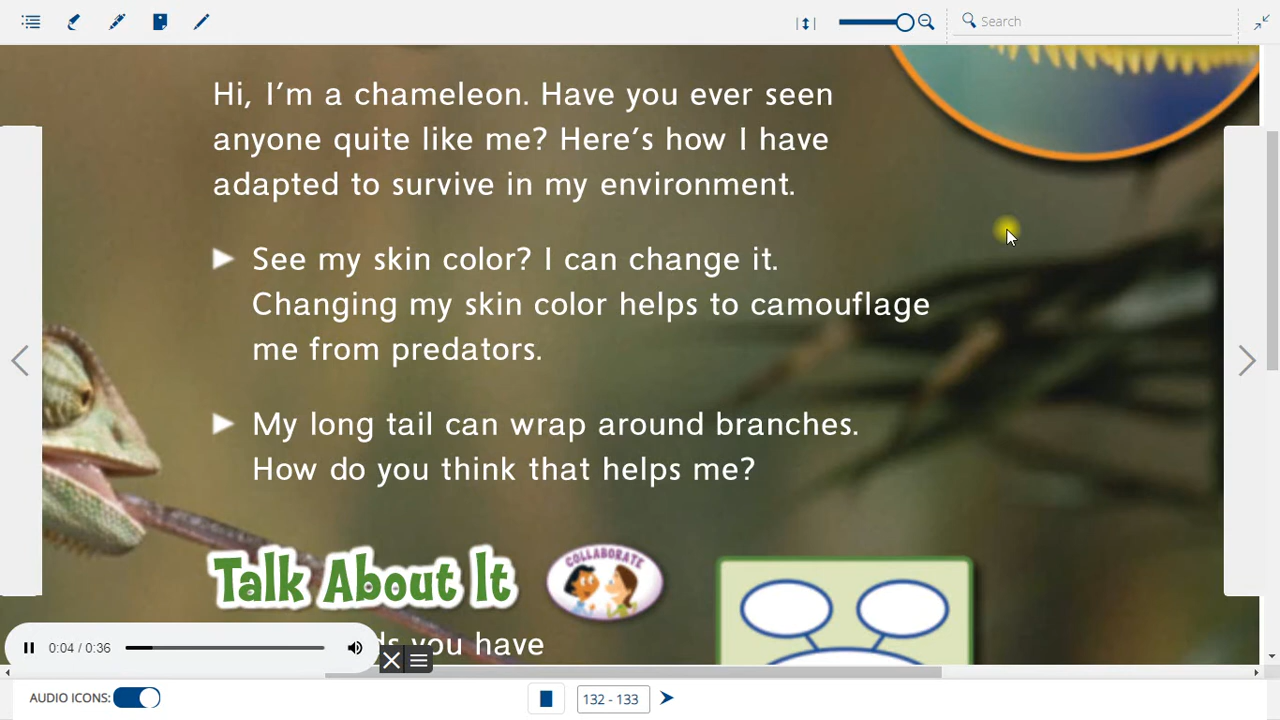 Search
Hi, I'm a chameleon. Have you ever seen
anyone quite like me? Here's how I have
adapted to survive in my environment.
See my skin color? I can change it.
Changing my skin color helps to camouflage
me from predators.
My long tail can wrap around branches.
How do you think that helps me?
Talk About It
COLLABORATE
you have
0:04 / 0:36
AUDIO ICONS:
132 - 133